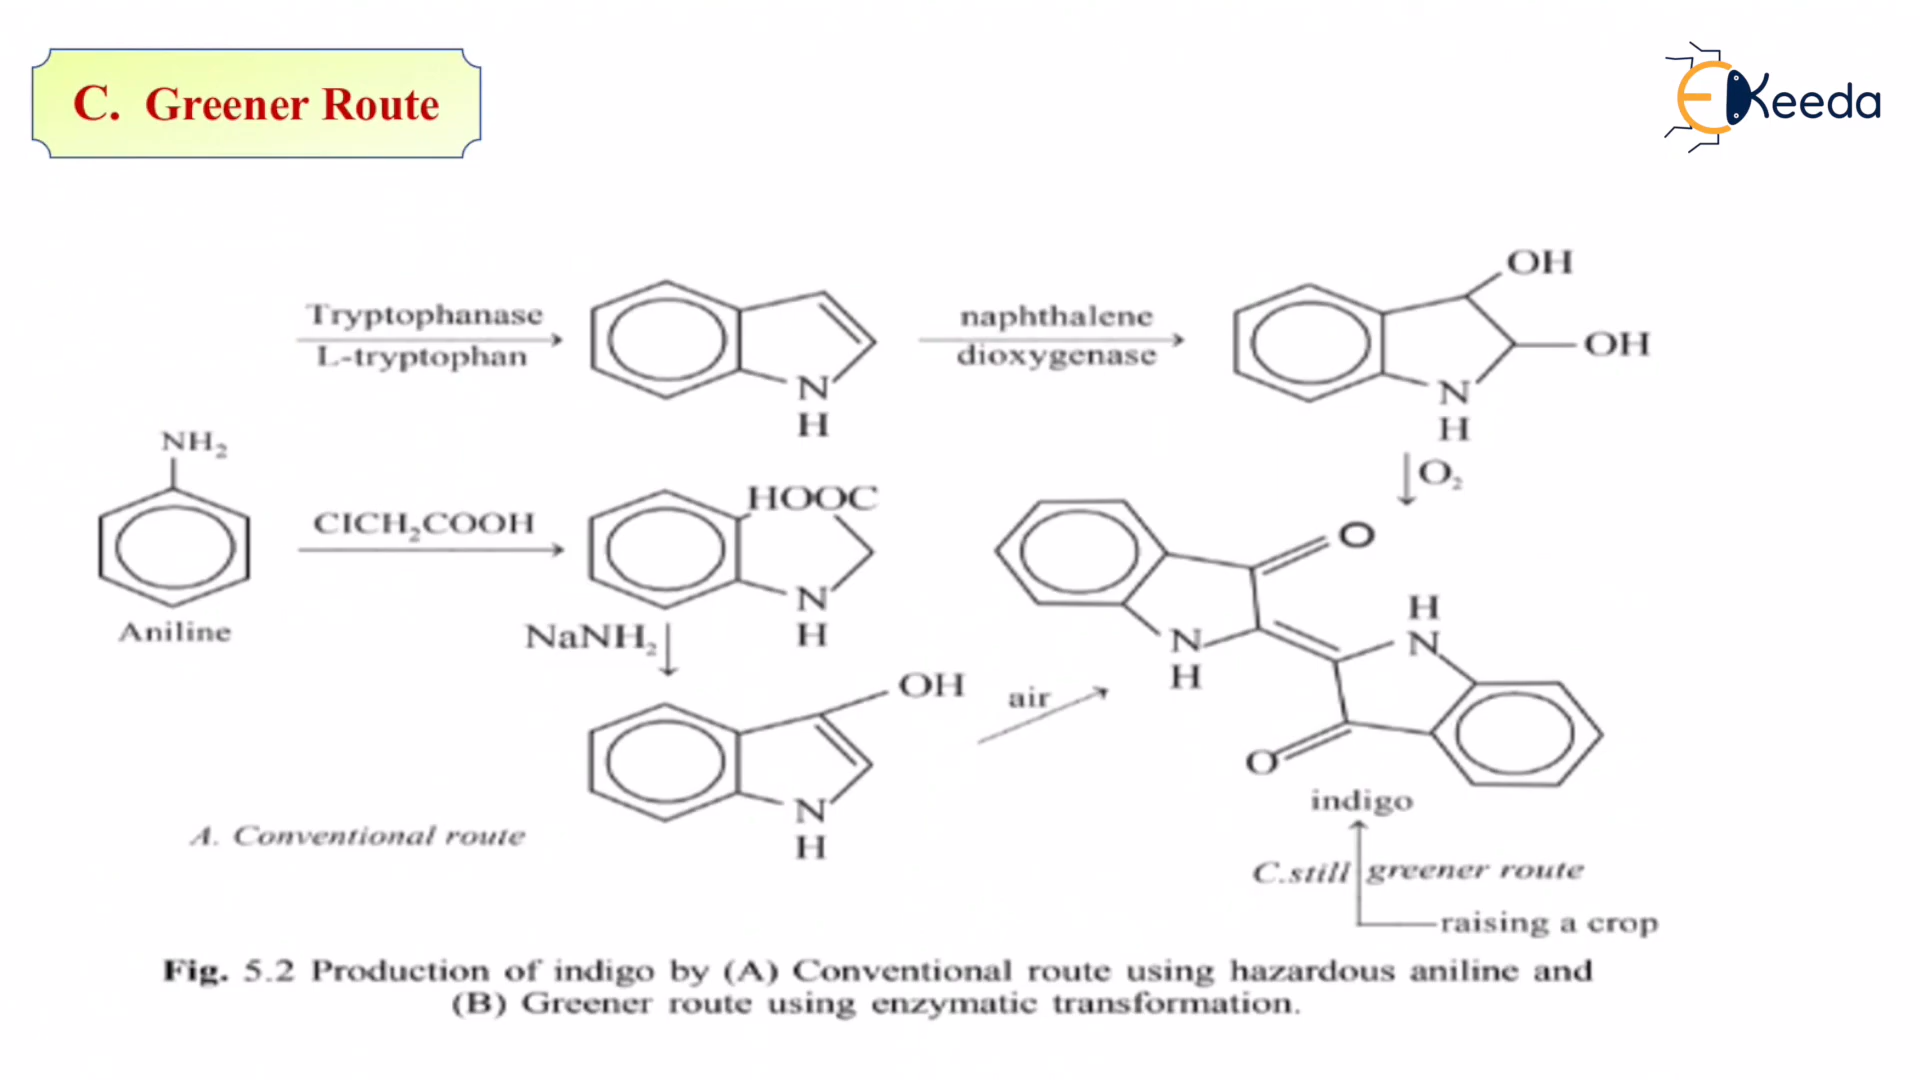 C. Greener Route
EKeeda
OH
Tryptophanase
L-tryptophan
N
H
naphthalene
dioxygenase
OH
N
H
O₂
NH₂
Aniline
ClCH₂COOH
HOOC
N
H
NaNH₂
OH
N
H
air
O
N
H
H
N
O
indigo
A. Conventional route
C.still greener route
raising a crop
Fig. 5.2 Production of indigo by (A) Conventional route using hazardous aniline and
(B) Greener route using enzymatic transformation.